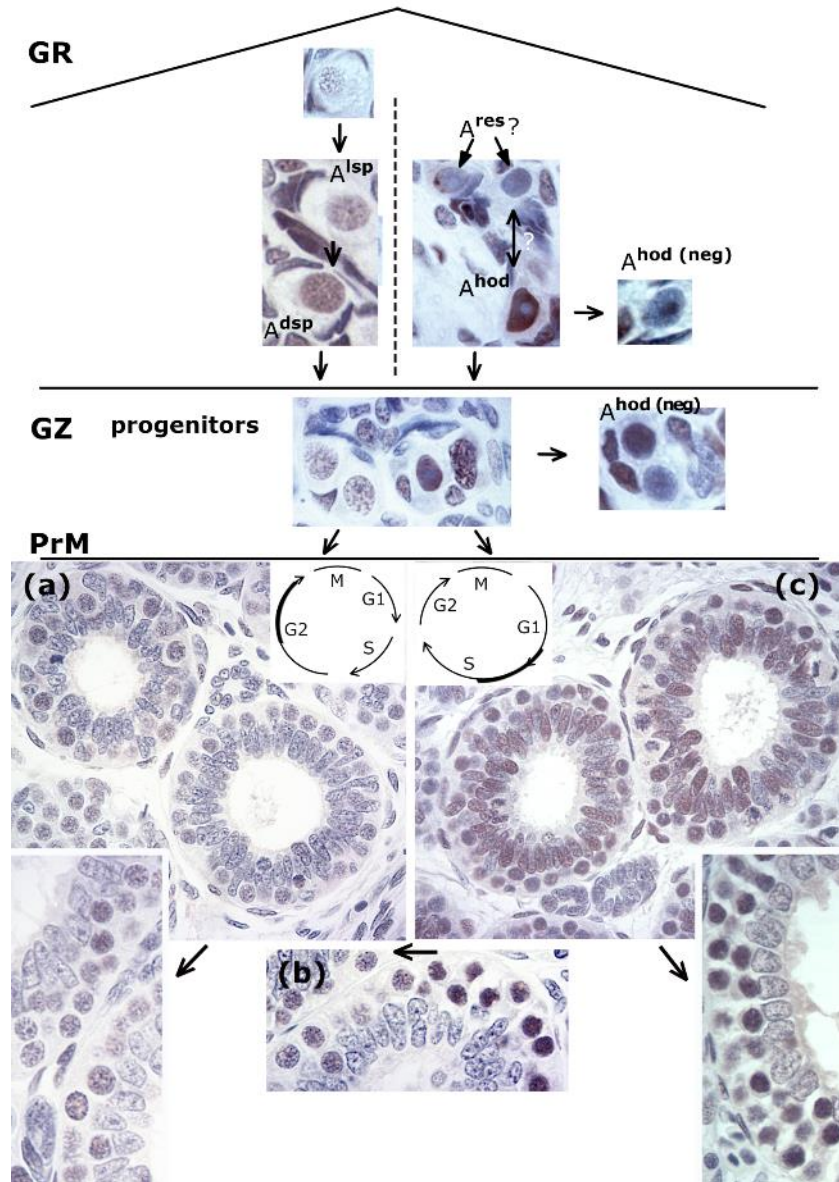 GR
A^res ?
A^lsp
?
A^hod (neg)
A^hod
A^dsp
A^hod (neg)
GZ progenitors
PrM
(a)
(c)
M
G1
G2
S
M
G2
G1
S
(b)